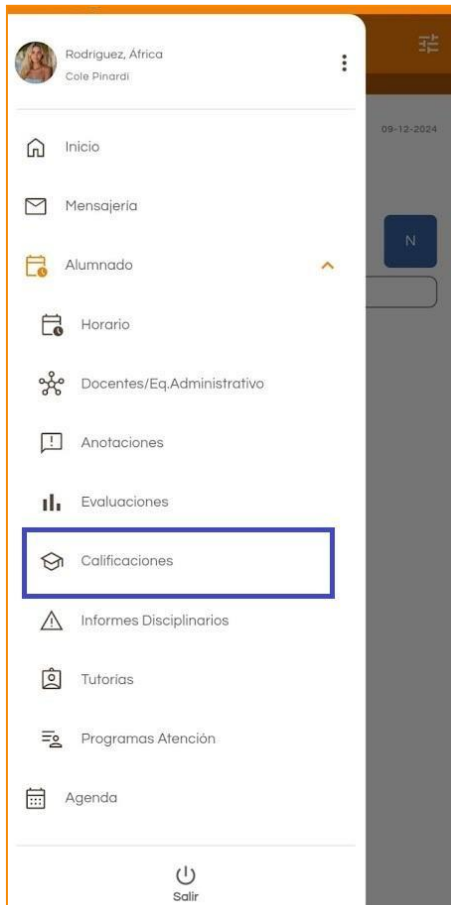 Rodriguez, África
Cole Pinardi
09-12-2024
Inicio
Mensajería
N
Alumnado
Horario
Docentes/Eq.Administrativo
Anotaciones
Evaluaciones
Calificaciones
Informes Disciplinarios
Tutorías
Programas Atención
Agenda
Salir